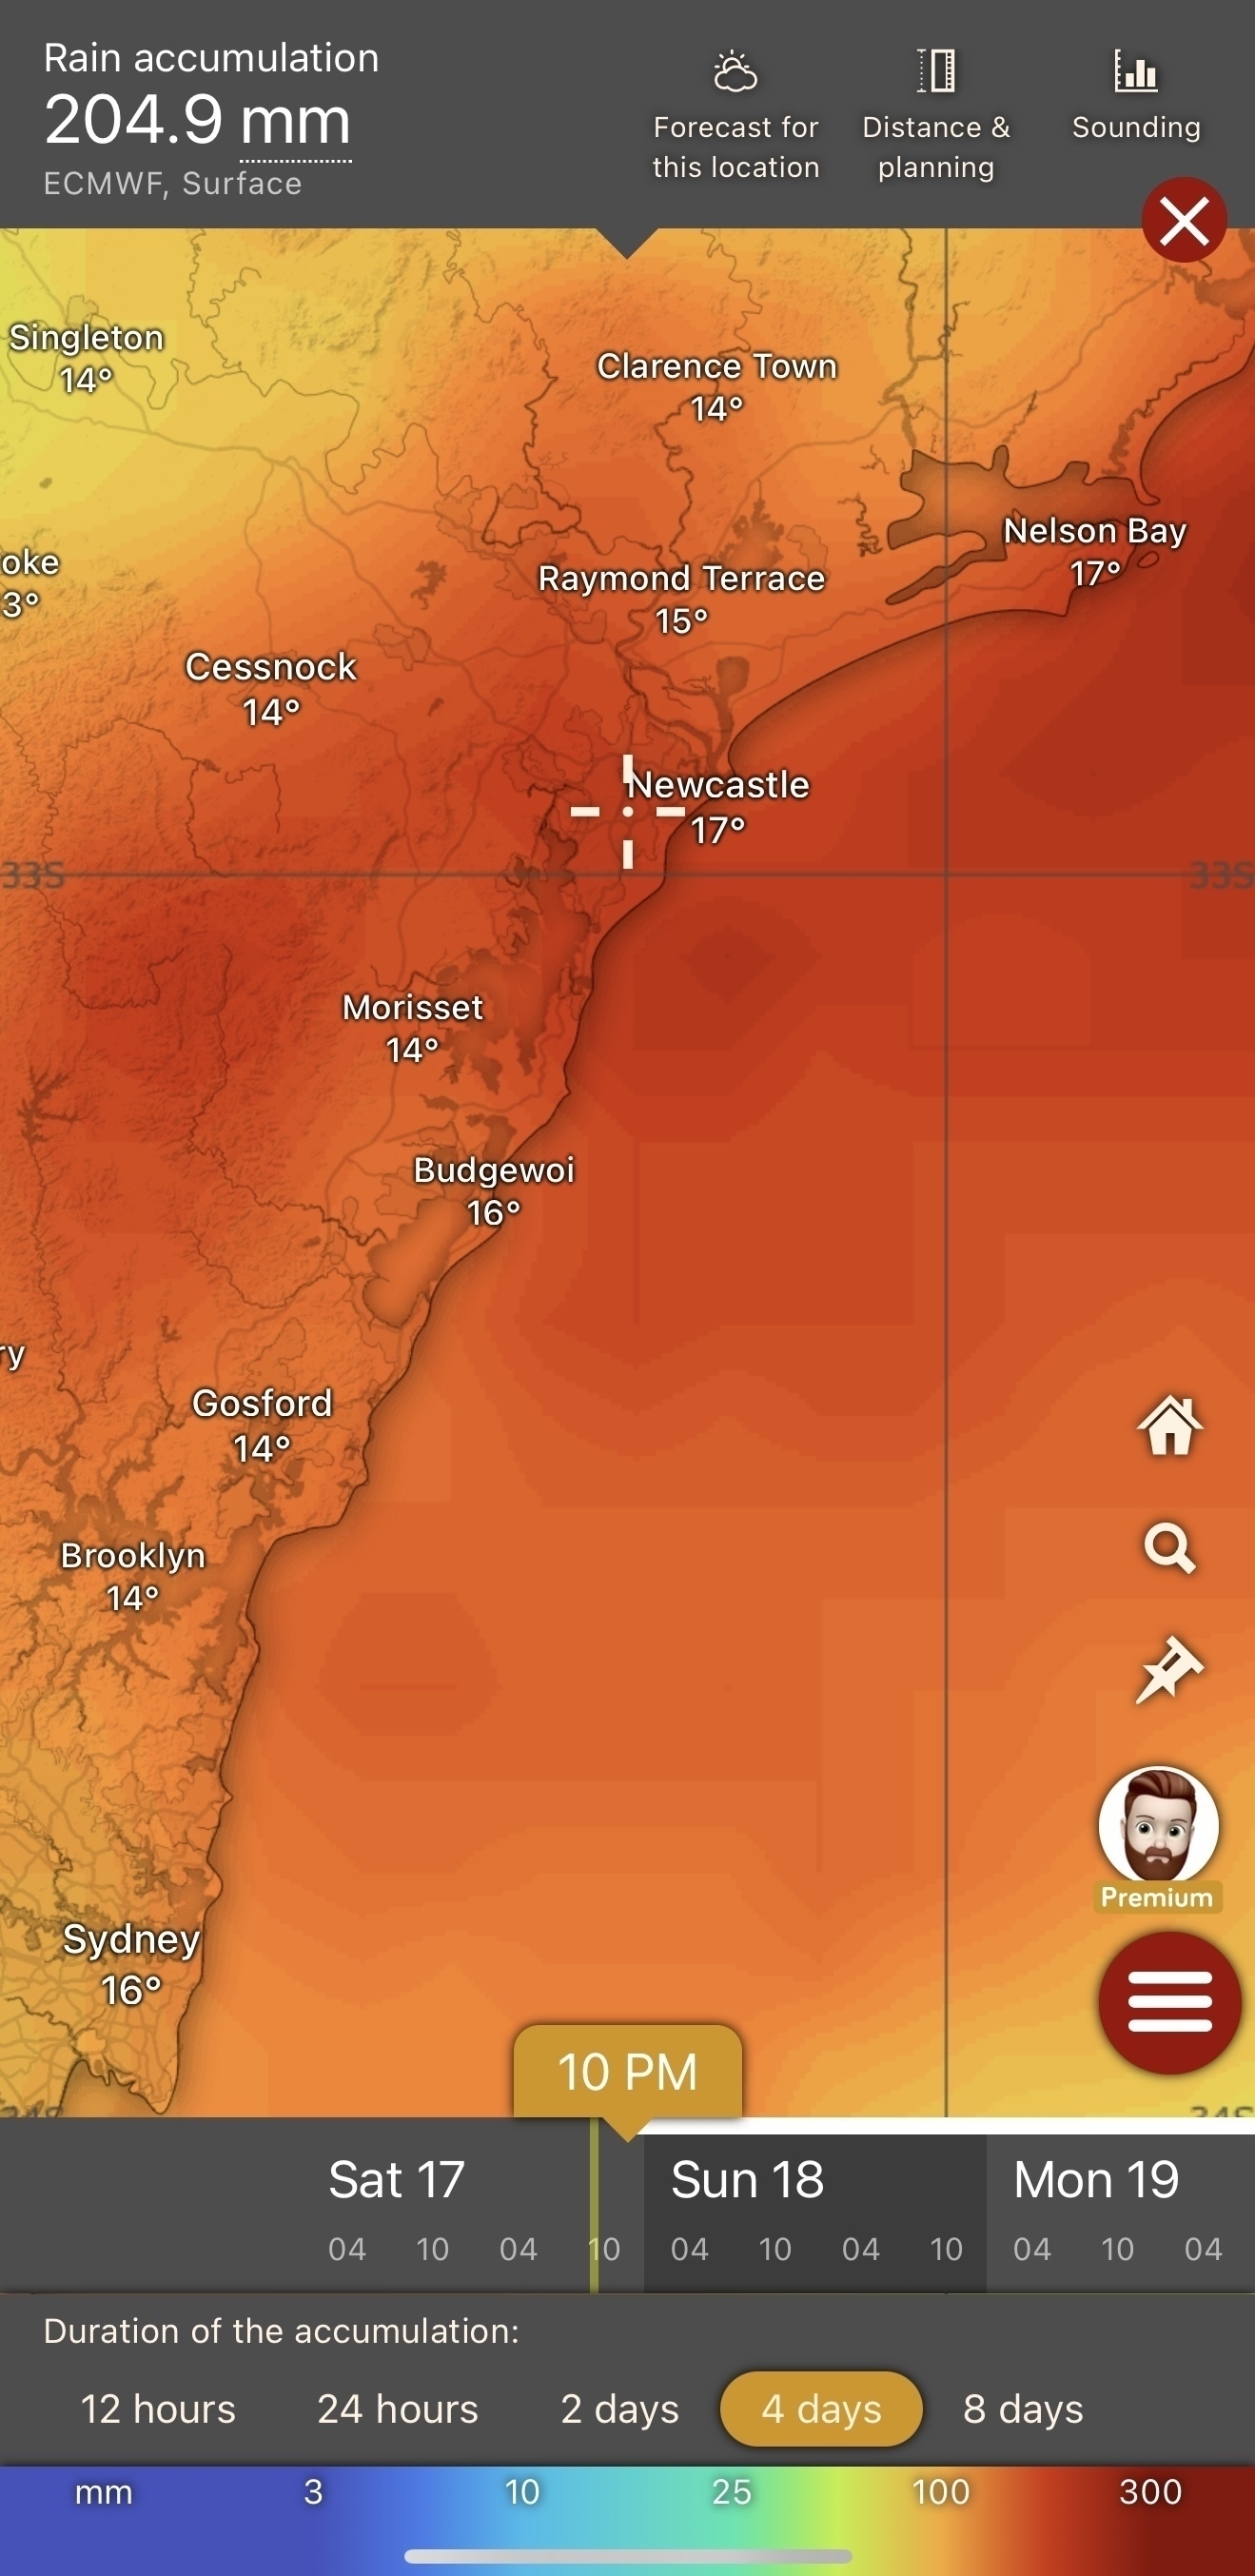 Rain accumulation
204.9 mm
ECMWF, Surface
Forecast for
this location
Distance &
planning
Sounding
Singleton
14°
Clarence Town
14°
Nelson Bay
17°
oke
3°
Raymond Terrace
15°
Cessnock
14°
Newcastle
17°
33S
33S
Morisset
14°
Budgewoi
16°
ry
Gosford
14°
Brooklyn
14°
Premium
Sydney
16°
10 PM
34S
34S
Sat 17
Sun 18
Mon 19
04 10 04 10 04 10 04 10 04 10 04
Duration of the accumulation:
12 hours 24 hours 2 days 4 days 8 days
mm 3 10 25 100 300